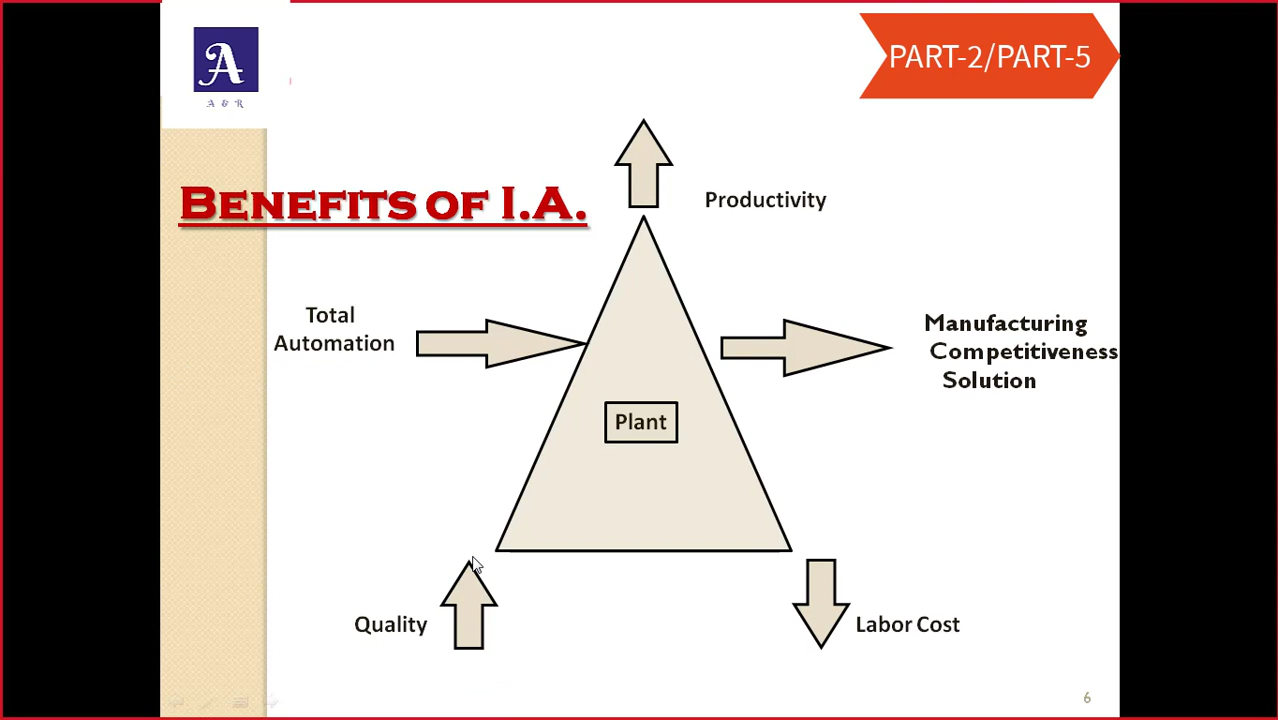 A
A & R
PART-2/PART-5
BENEFITS OF I.A.
Productivity
Total
Automation
Manufacturing
Competitiveness
Solution
Plant
Quality
Labor Cost
6